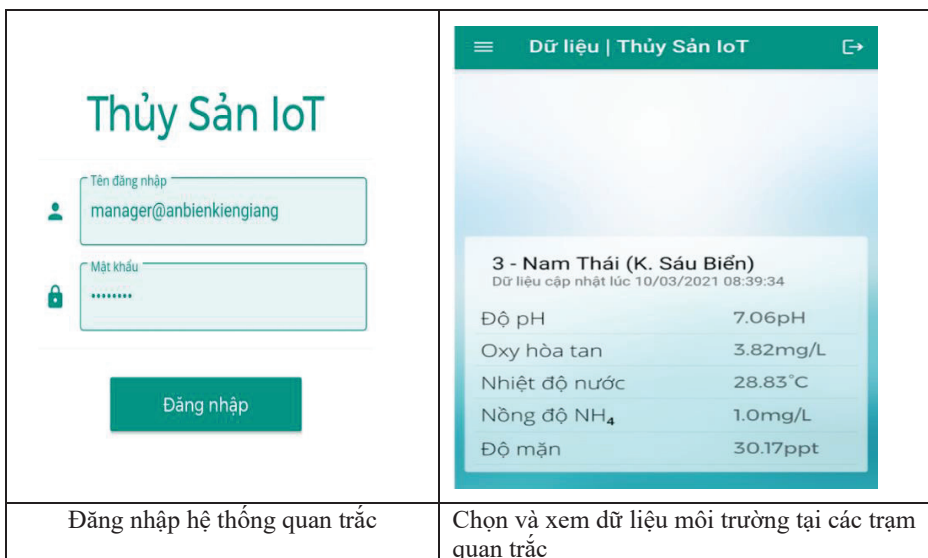 Thủy Sản IoT
Tên đăng nhập
manager@anbienkiengiang
Mật khẩu
••••••••
Đăng nhập
Đăng nhập hệ thống quan trắc
Dữ liệu | Thủy Sản IoT
3 - Nam Thái (K. Sáu Biển)
Dữ liệu cập nhật lúc 10/03/2021 08:39:34
Độ pH 7.06pH
Oxy hòa tan 3.82mg/L
Nhiệt độ nước 28.83°C
Nồng độ NH₄ 1.0mg/L
Độ mặn 30.17ppt
Chọn và xem dữ liệu môi trường tại các trạm
quan trắc